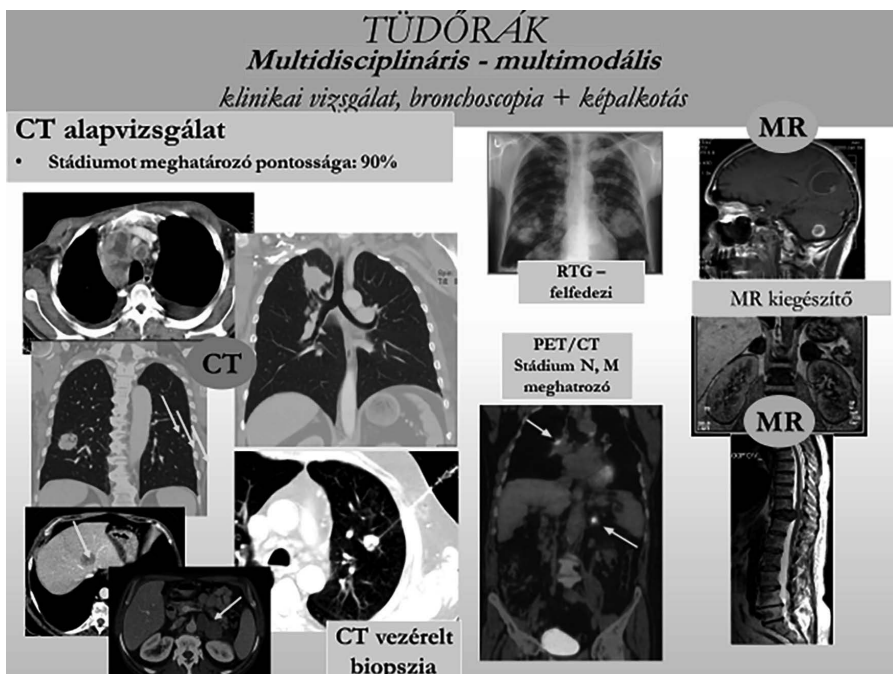 TÜDŐRÁK
Multidisciplináris - multimodális
klinikai vizsgálat, bronchoscopia + képalkotás
CT alapvizsgálat
• Stádiumot meghatározó pontossága: 90%
CT
CT vezérelt
biopszia
RTG –
felfedezi
PET/CT
Stádium N, M
meghatrozó
MR
MR kiegészítő
MR